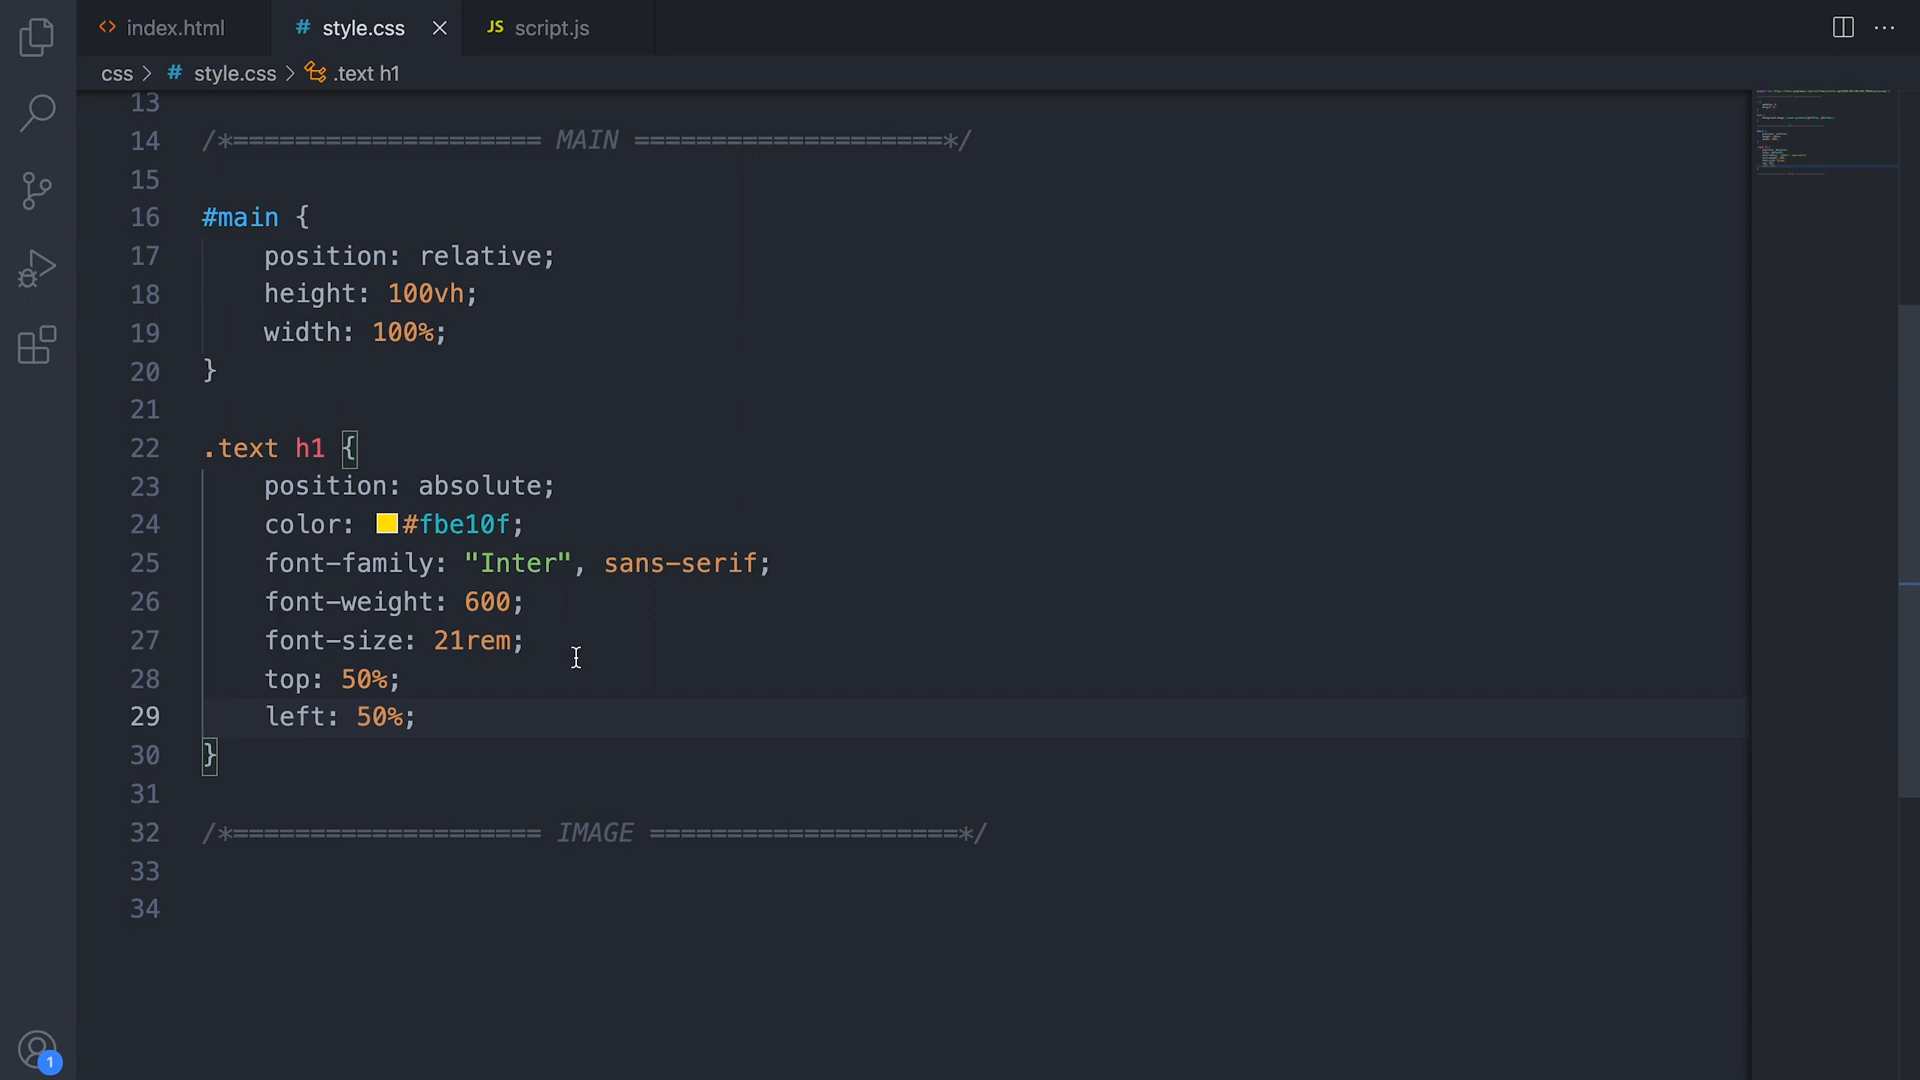 index.html
style.css
JS script.js
css > # style.css > .text h1
13
14 /*==================== MAIN ====================*/
15
16 #main {
17 position: relative;
18 height: 100vh;
19 width: 100%;
20 }
21
22 .text h1 {
23 position: absolute;
24 color: #fbe10f;
25 font-family: "Inter", sans-serif;
26 font-weight: 600;
27 font-size: 21rem;
28 top: 50%;
29 left: 50%;
30 }
31
32 /*==================== IMAGE ====================*/
33
34
1